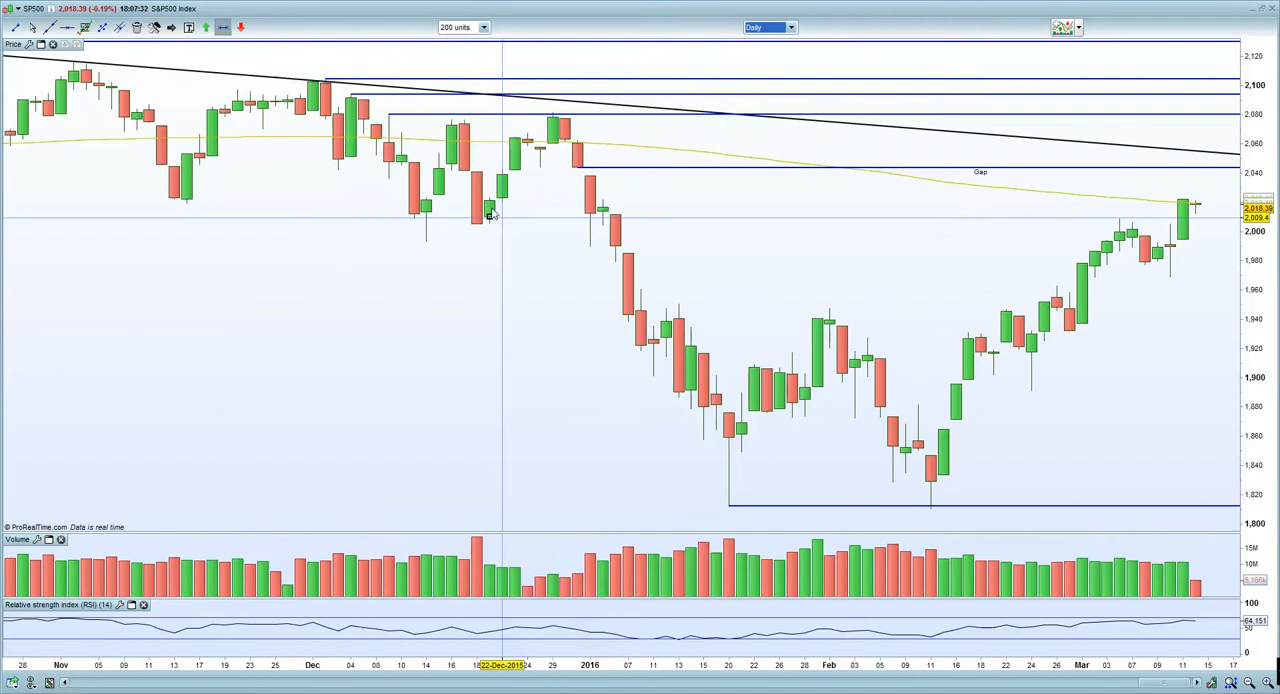 SP500 2,018.39 (-0.19%) 18:07:32 S&P500 Index
200 units Daily
Price
2,120
2,100
2,080
2,060
2,040
Gap
2,018.39
2,009.4
2,000
1,980
1,960
1,940
1,920
1,900
1,880
1,860
1,840
1,820
1,800
© ProRealTime.com Data is real time
Volume
15M
10M
5,166k
Relative strength index (RSI) (14)
100
64.151
50
0
28 Nov 05 09 11 13 17 19 23 25 27 Dec 04 08 10 14 16 18 22-Dec-2015 24 29 2016 07 11 13 15 20 22 26 28 Feb 03 05 09 11 16 18 22 24 26 Mar 03 07 09 11 15 17